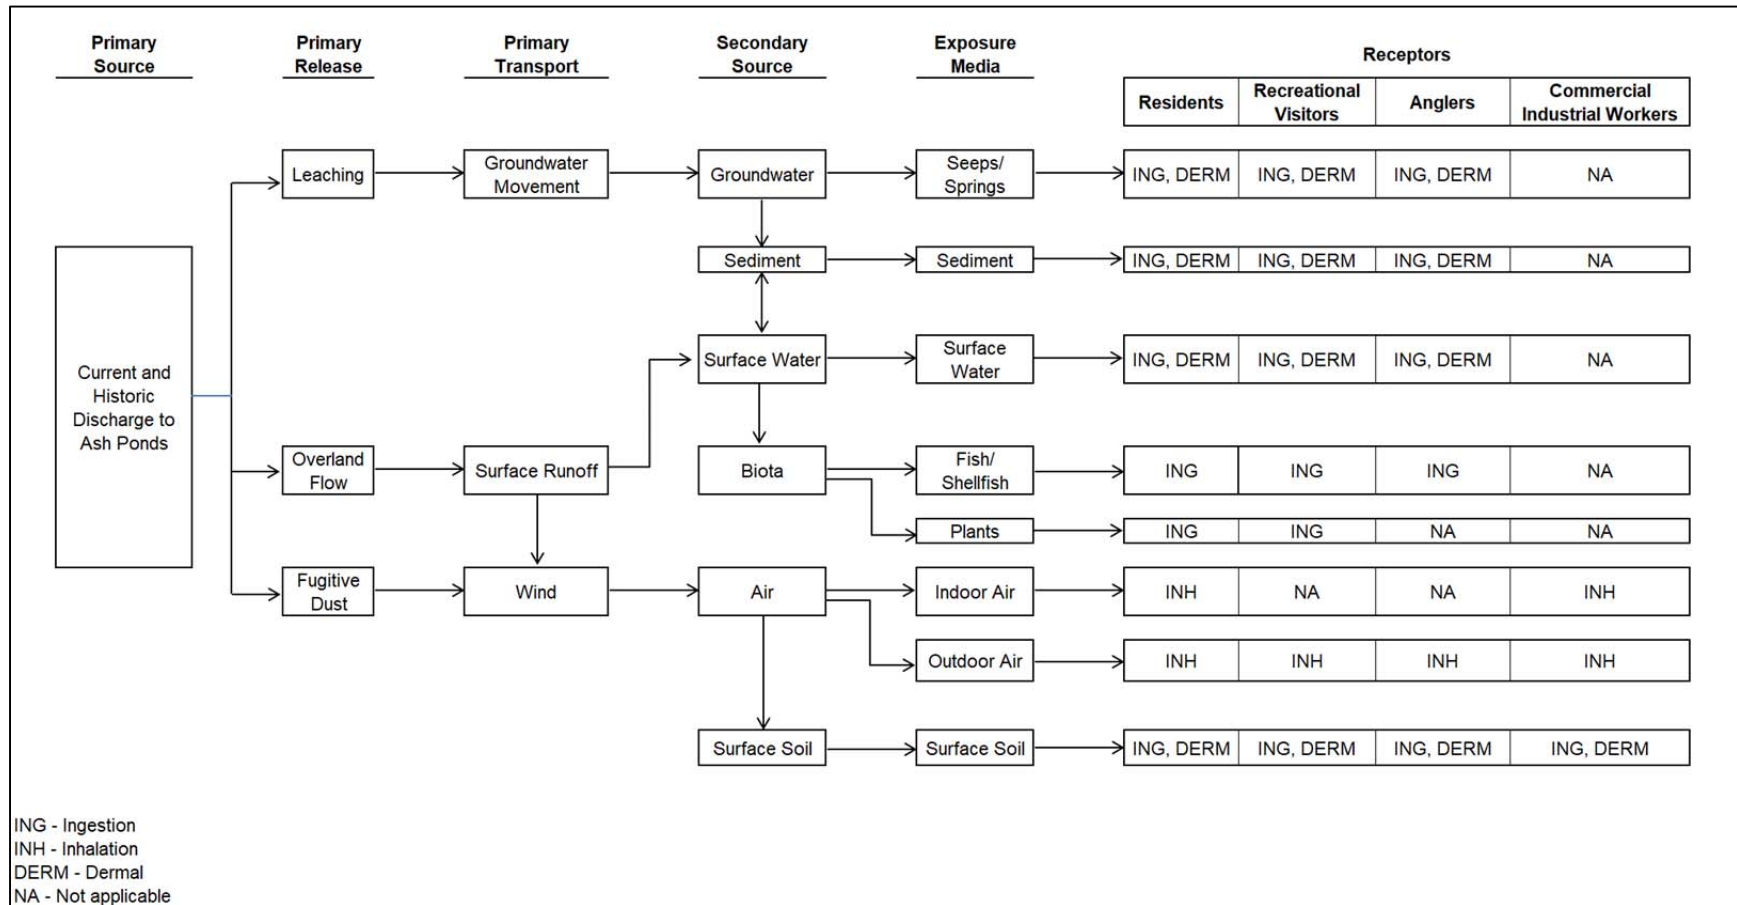 Primary
Source
Primary
Release
Primary
Transport
Secondary
Source
Exposure
Media
Receptors
Residents
Recreational
Visitors
Anglers
Commercial
Industrial Workers
Leaching
Groundwater
Movement
Groundwater
Seeps/
Springs
ING, DERM
ING, DERM
ING, DERM
NA
Sediment
Sediment
ING, DERM
ING, DERM
ING, DERM
NA
Current and
Historic
Discharge to
Ash Ponds
Surface Water
Surface
Water
ING, DERM
ING, DERM
ING, DERM
NA
Overland
Flow
Surface Runoff
Biota
Fish/
Shellfish
ING
ING
ING
NA
Plants
ING
ING
NA
NA
Fugitive
Dust
Wind
Air
Indoor Air
INH
NA
NA
INH
Outdoor Air
INH
INH
INH
INH
Surface Soil
Surface Soil
ING, DERM
ING, DERM
ING, DERM
ING, DERM
ING - Ingestion
INH - Inhalation
DERM - Dermal
NA - Not applicable